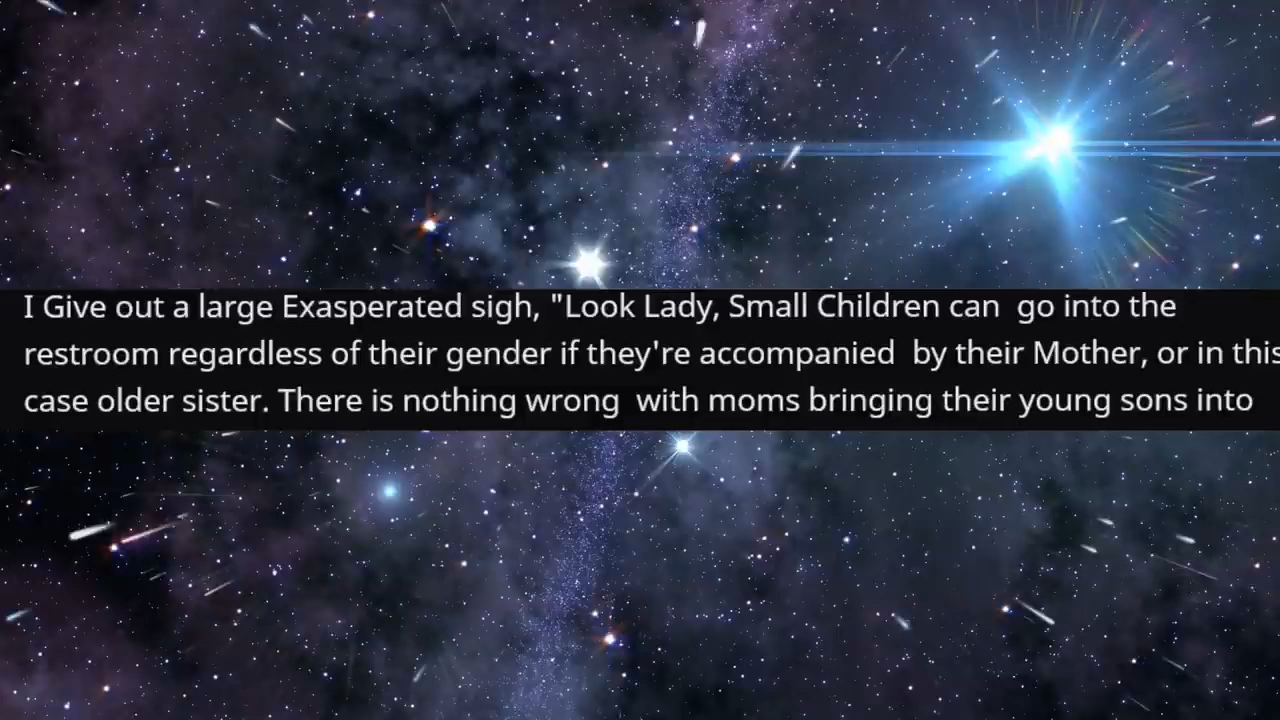 I Give out a large Exasperated sigh, "Look Lady, Small Children can  go into the
restroom regardless of their gender if they're accompanied  by their Mother, or in this
case older sister. There is nothing wrong  with moms bringing their young sons into